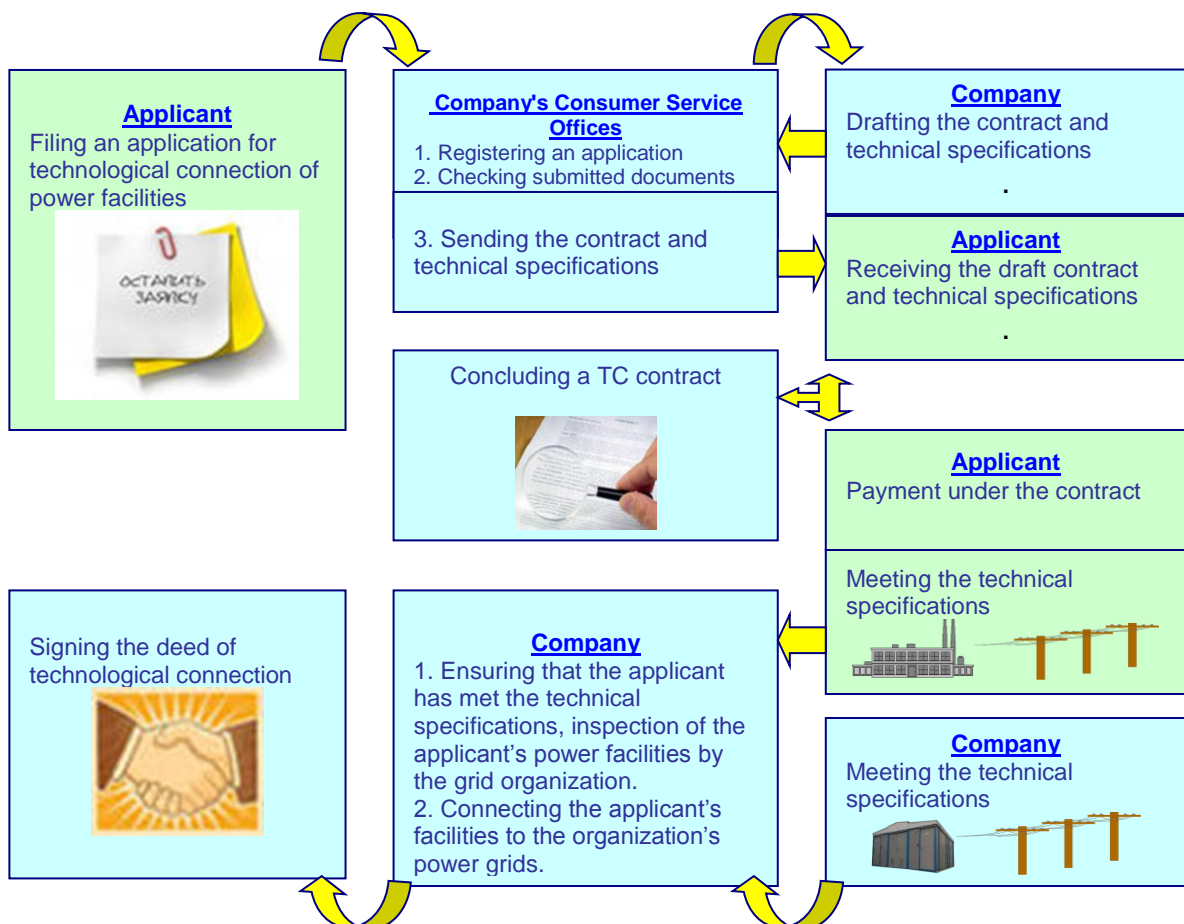 Applicant
Filing an application for
technological connection of
power facilities
ОСТАВИТЬ
ЗАЯВКУ
Company's Consumer Service
Offices
1. Registering an application
2. Checking submitted documents
3. Sending the contract and
technical specifications
Company
Drafting the contract and
technical specifications
.
Applicant
Receiving the draft contract
and technical specifications
.
Concluding a TC contract
Applicant
Payment under the contract
Meeting the technical
specifications
Company
Meeting the technical
specifications
Company
1. Ensuring that the applicant
has met the technical
specifications, inspection of the
applicant’s power facilities by
the grid organization.
2. Connecting the applicant’s
facilities to the organization’s
power grids.
Signing the deed of
technological connection